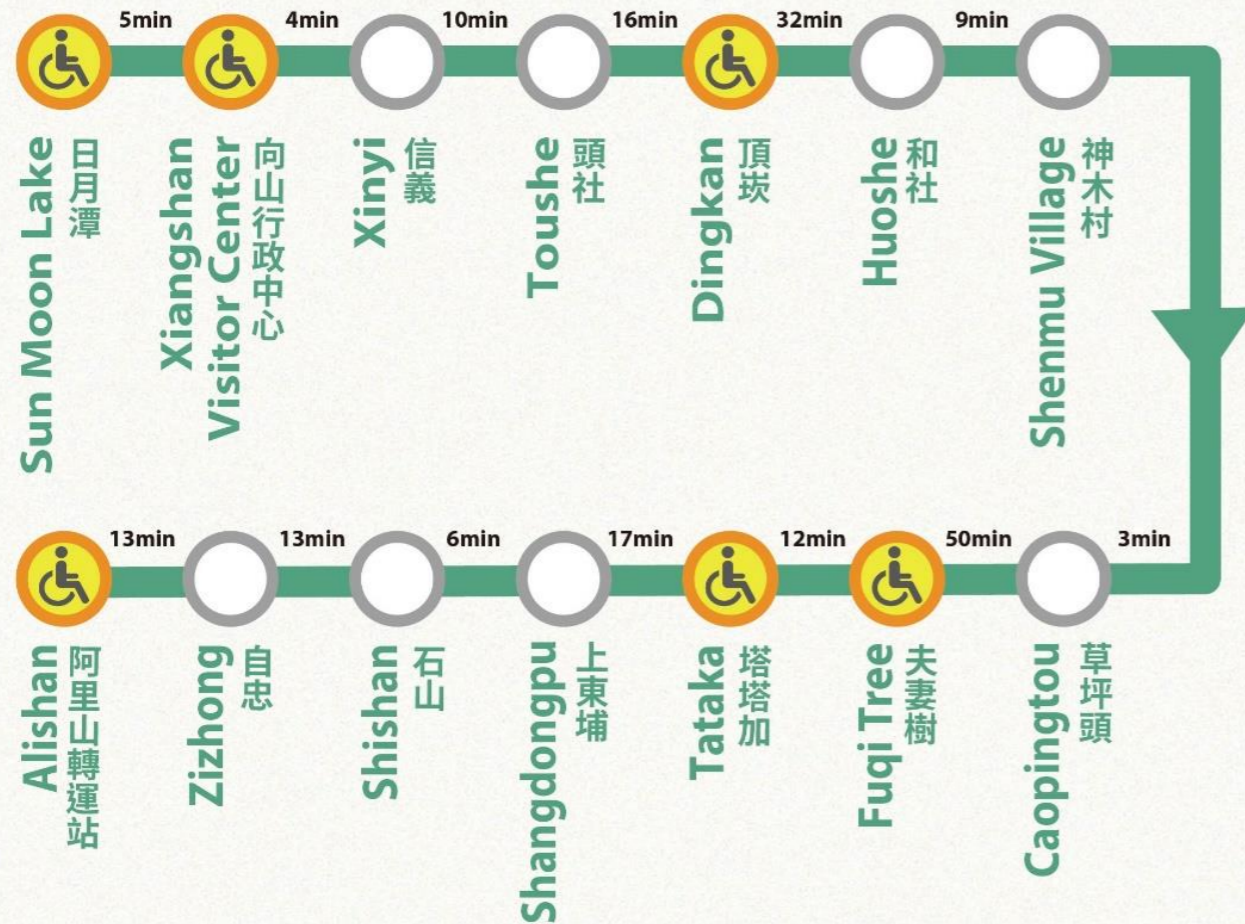 5min 4min 10min 16min 32min 9min
Sun Moon Lake
日月潭
Xiangshan
Visitor Center
向山行政中心
Xinyi
信義
Toushe
頭社
Dingkan
頂崁
Huoshe
和社
Shenmu Village
神木村
13min 13min 6min 17min 12min 50min 3min
Alishan
阿里山轉運站
Zizhong
自忠
Shishan
石山
Shangdongpu
上東埔
Tataka
塔塔加
Fuqi Tree
夫妻樹
Caopingtou
草坪頭